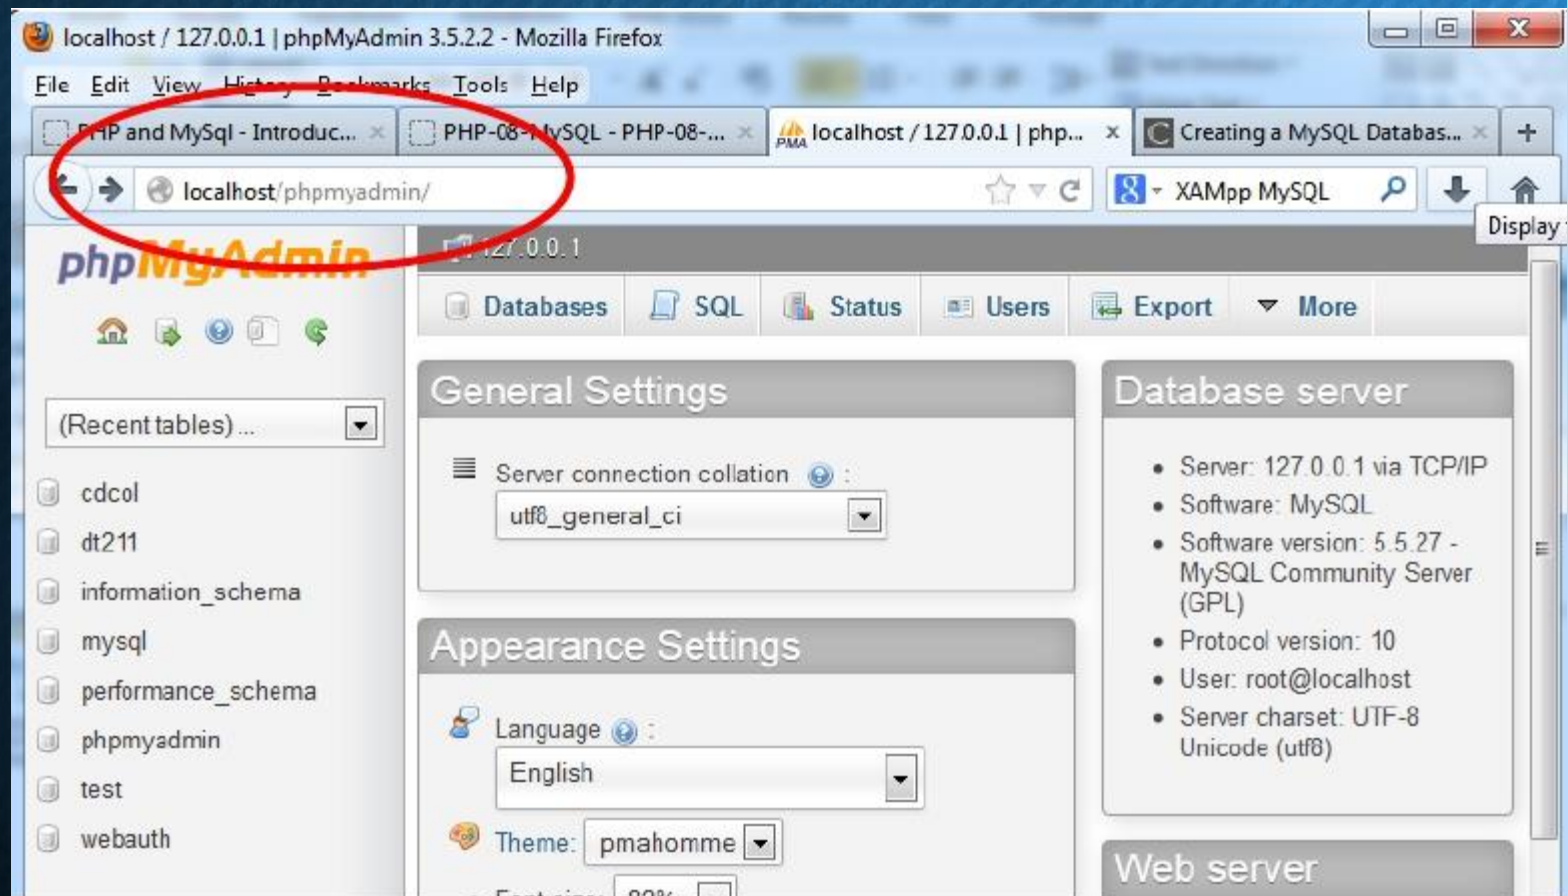 localhost / 127.0.0.1 | phpMyAdmin 3.5.2.2 - Mozilla Firefox
File Edit View History Bookmarks Tools Help
PHP and MySql - Introduc... × PHP-08-MySQL - PHP-08-... × PMA localhost / 127.0.0.1 | php... × C Creating a MySQL Databas... × +
localhost/phpmyadmin/ 8 XAMpp MySQL
Display
phpMyAdmin
127.0.0.1
Databases SQL Status Users Export More
(Recent tables) ...
cdcol
dt211
information_schema
mysql
performance_schema
phpmyadmin
test
webauth
General Settings
Server connection collation :
utf8_general_ci
Appearance Settings
Language :
English
Theme: pmahomme
Font size: 82%
Database server
• Server: 127.0.0.1 via TCP/IP
• Software: MySQL
• Software version: 5.5.27 -
MySQL Community Server
(GPL)
• Protocol version: 10
• User: root@localhost
• Server charset: UTF-8
Unicode (utf8)
Web server